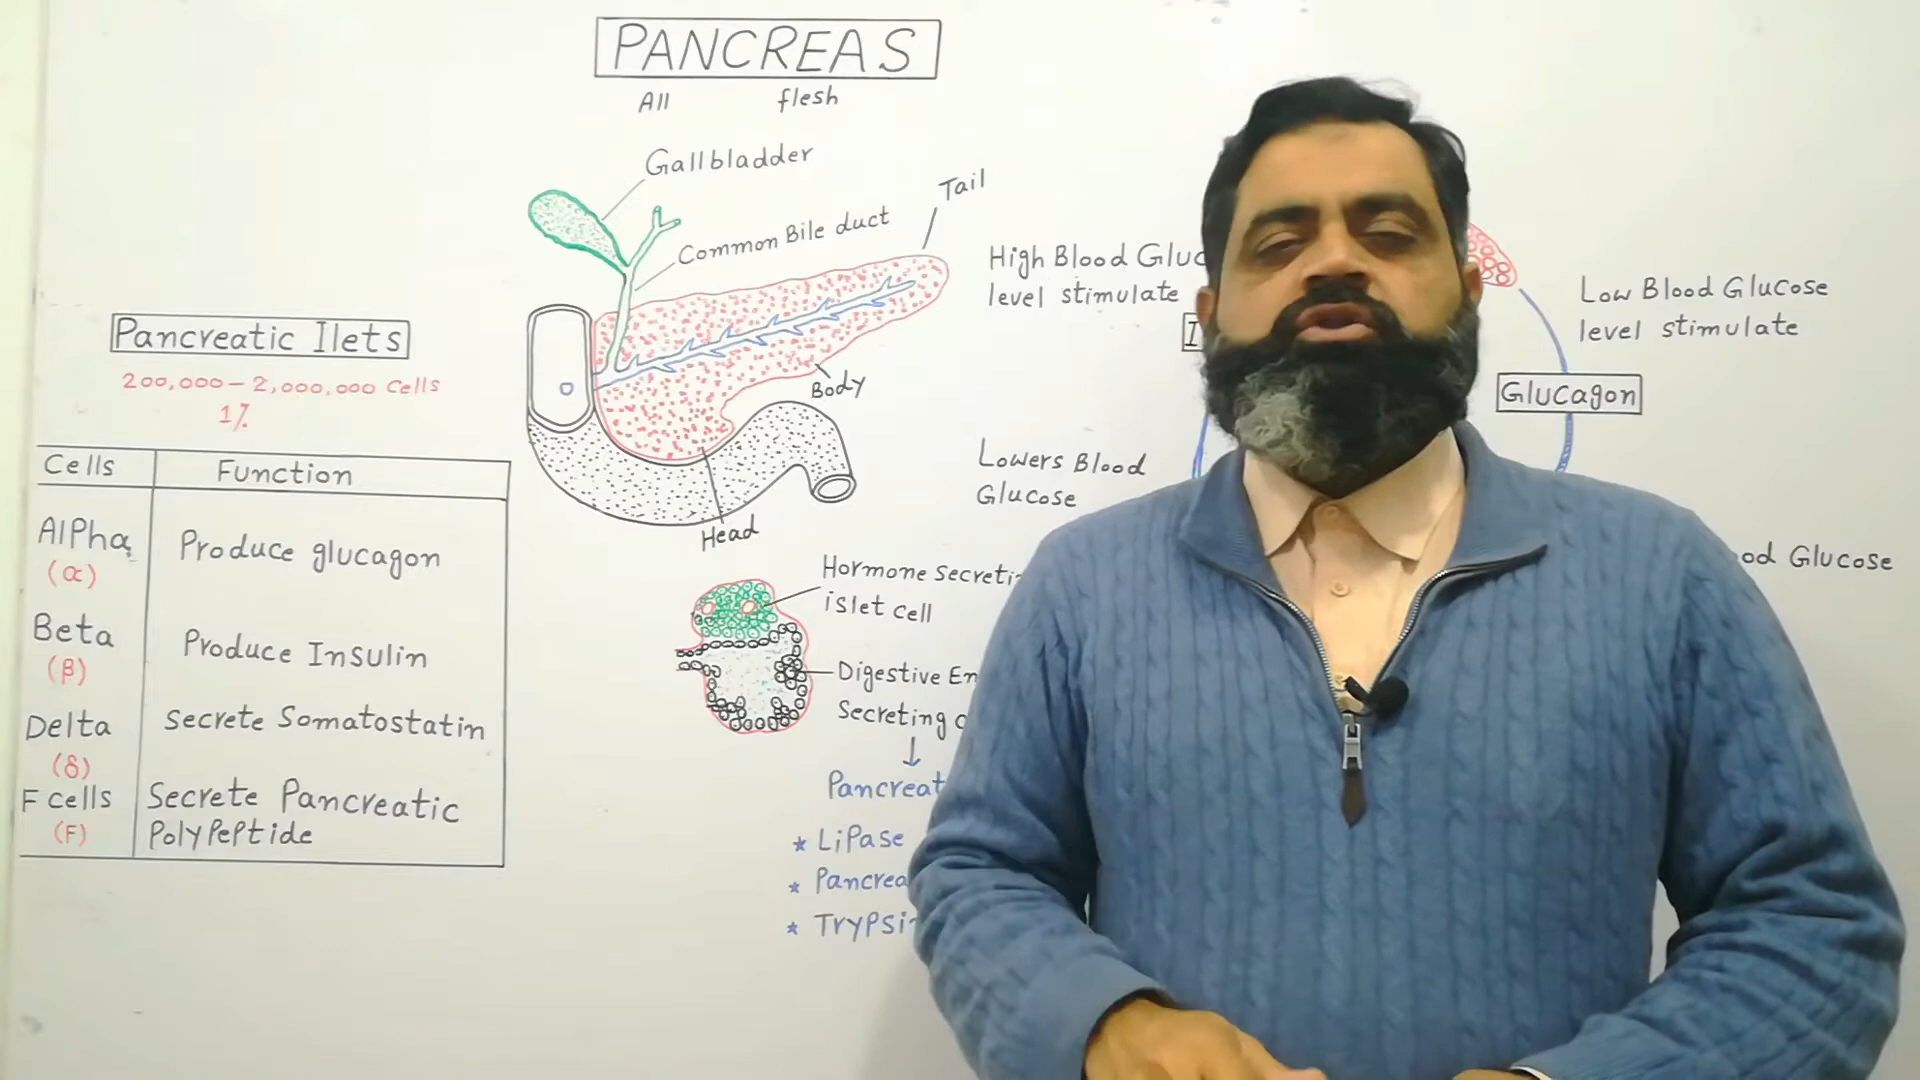 PANCREAS
All flesh
Gallbladder
Common Bile duct
Tail
Body
Head
Pancreatic Ilets
200,000-2,000,000 Cells
1%
Cells Function
Alpha Produce glucagon
(α)
Beta Produce Insulin
(β)
Delta Secrete Somatostatin
(δ)
F cells Secrete Pancreatic
(F) Polypeptide
Hormone Secreti
islet cell
Digestive En
Secreting
Pancreat
* Lipase
* Pancrea
* Trypsi
High Blood Gluc
level stimulate
I
Lowers Blood
Glucose
Low Blood Glucose
level stimulate
Glucagon
ood Glucose